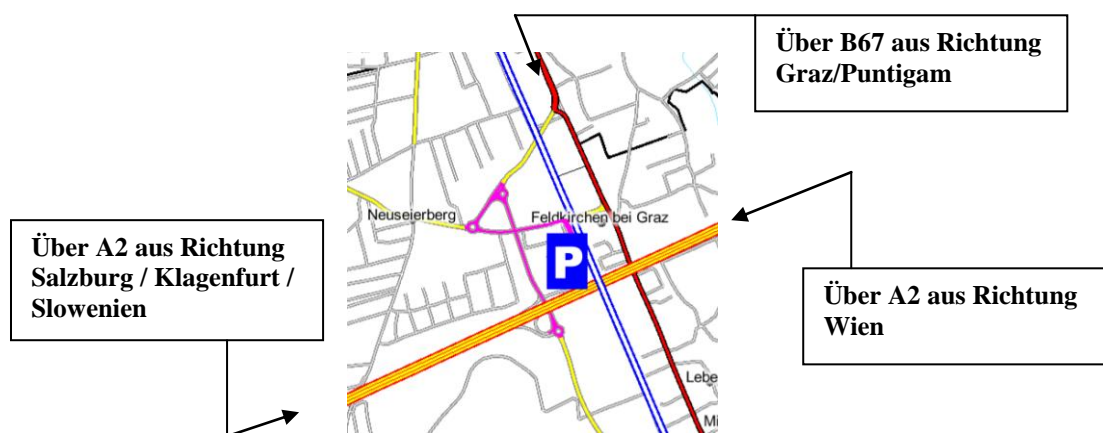 Über B67 aus Richtung
Graz/Puntigam
Neuseierberg
Feldkirchen bei Graz
P
Über A2 aus Richtung
Salzburg / Klagenfurt /
Slowenien
Über A2 aus Richtung
Wien
Lebe
Mi